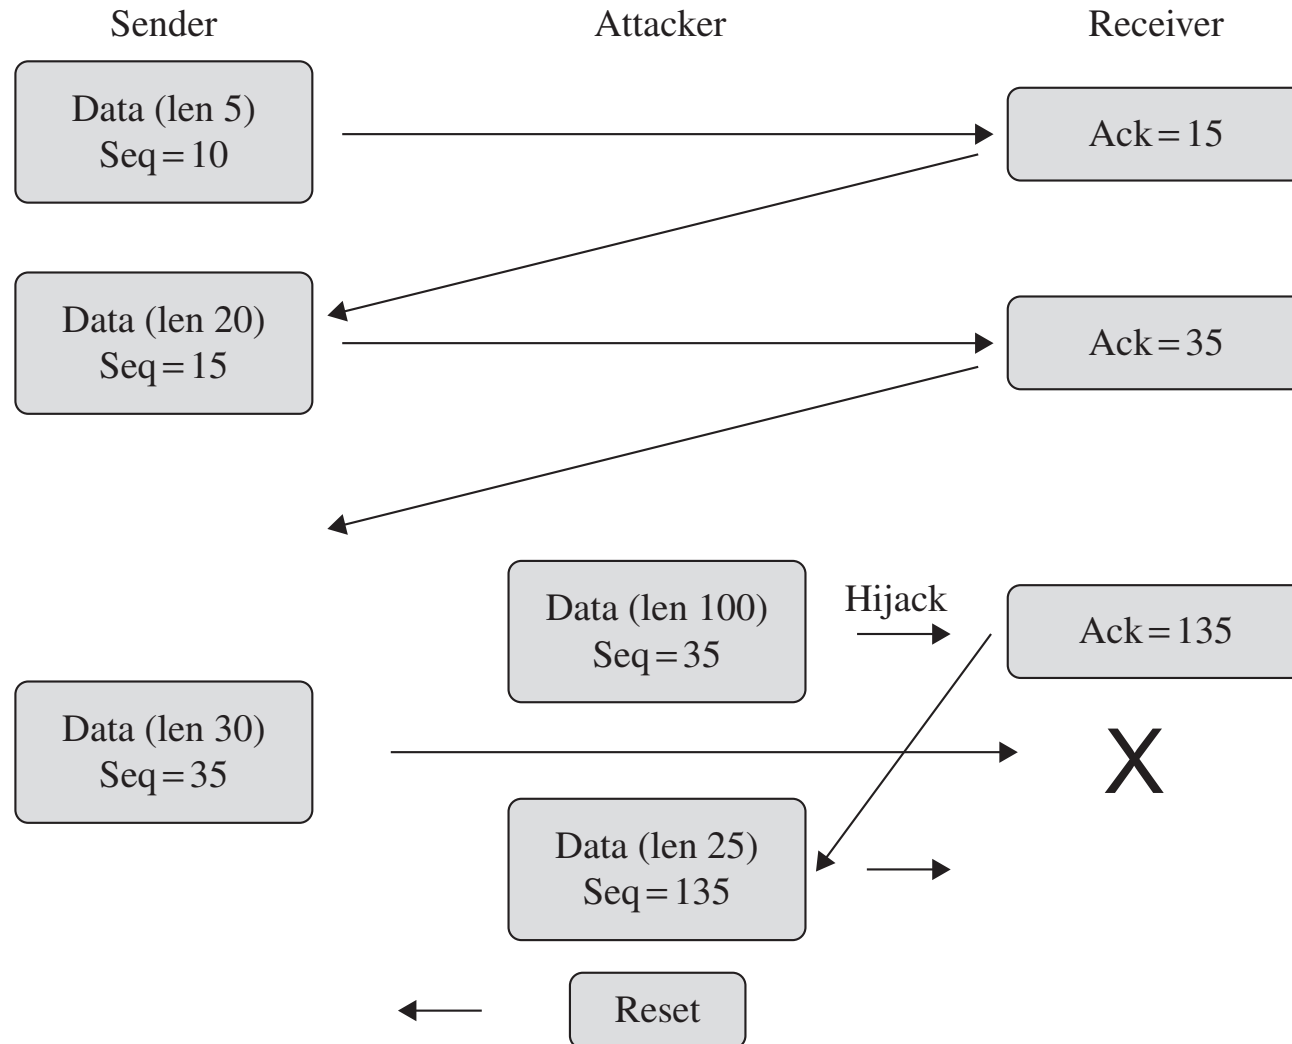 Sender
Attacker
Receiver
Data (len 5)
Seq = 10
Ack = 15
Data (len 20)
Seq = 15
Ack = 35
Data (len 100)
Seq = 35
Hijack
Ack = 135
Data (len 30)
Seq = 35
X
Data (len 25)
Seq = 135
Reset